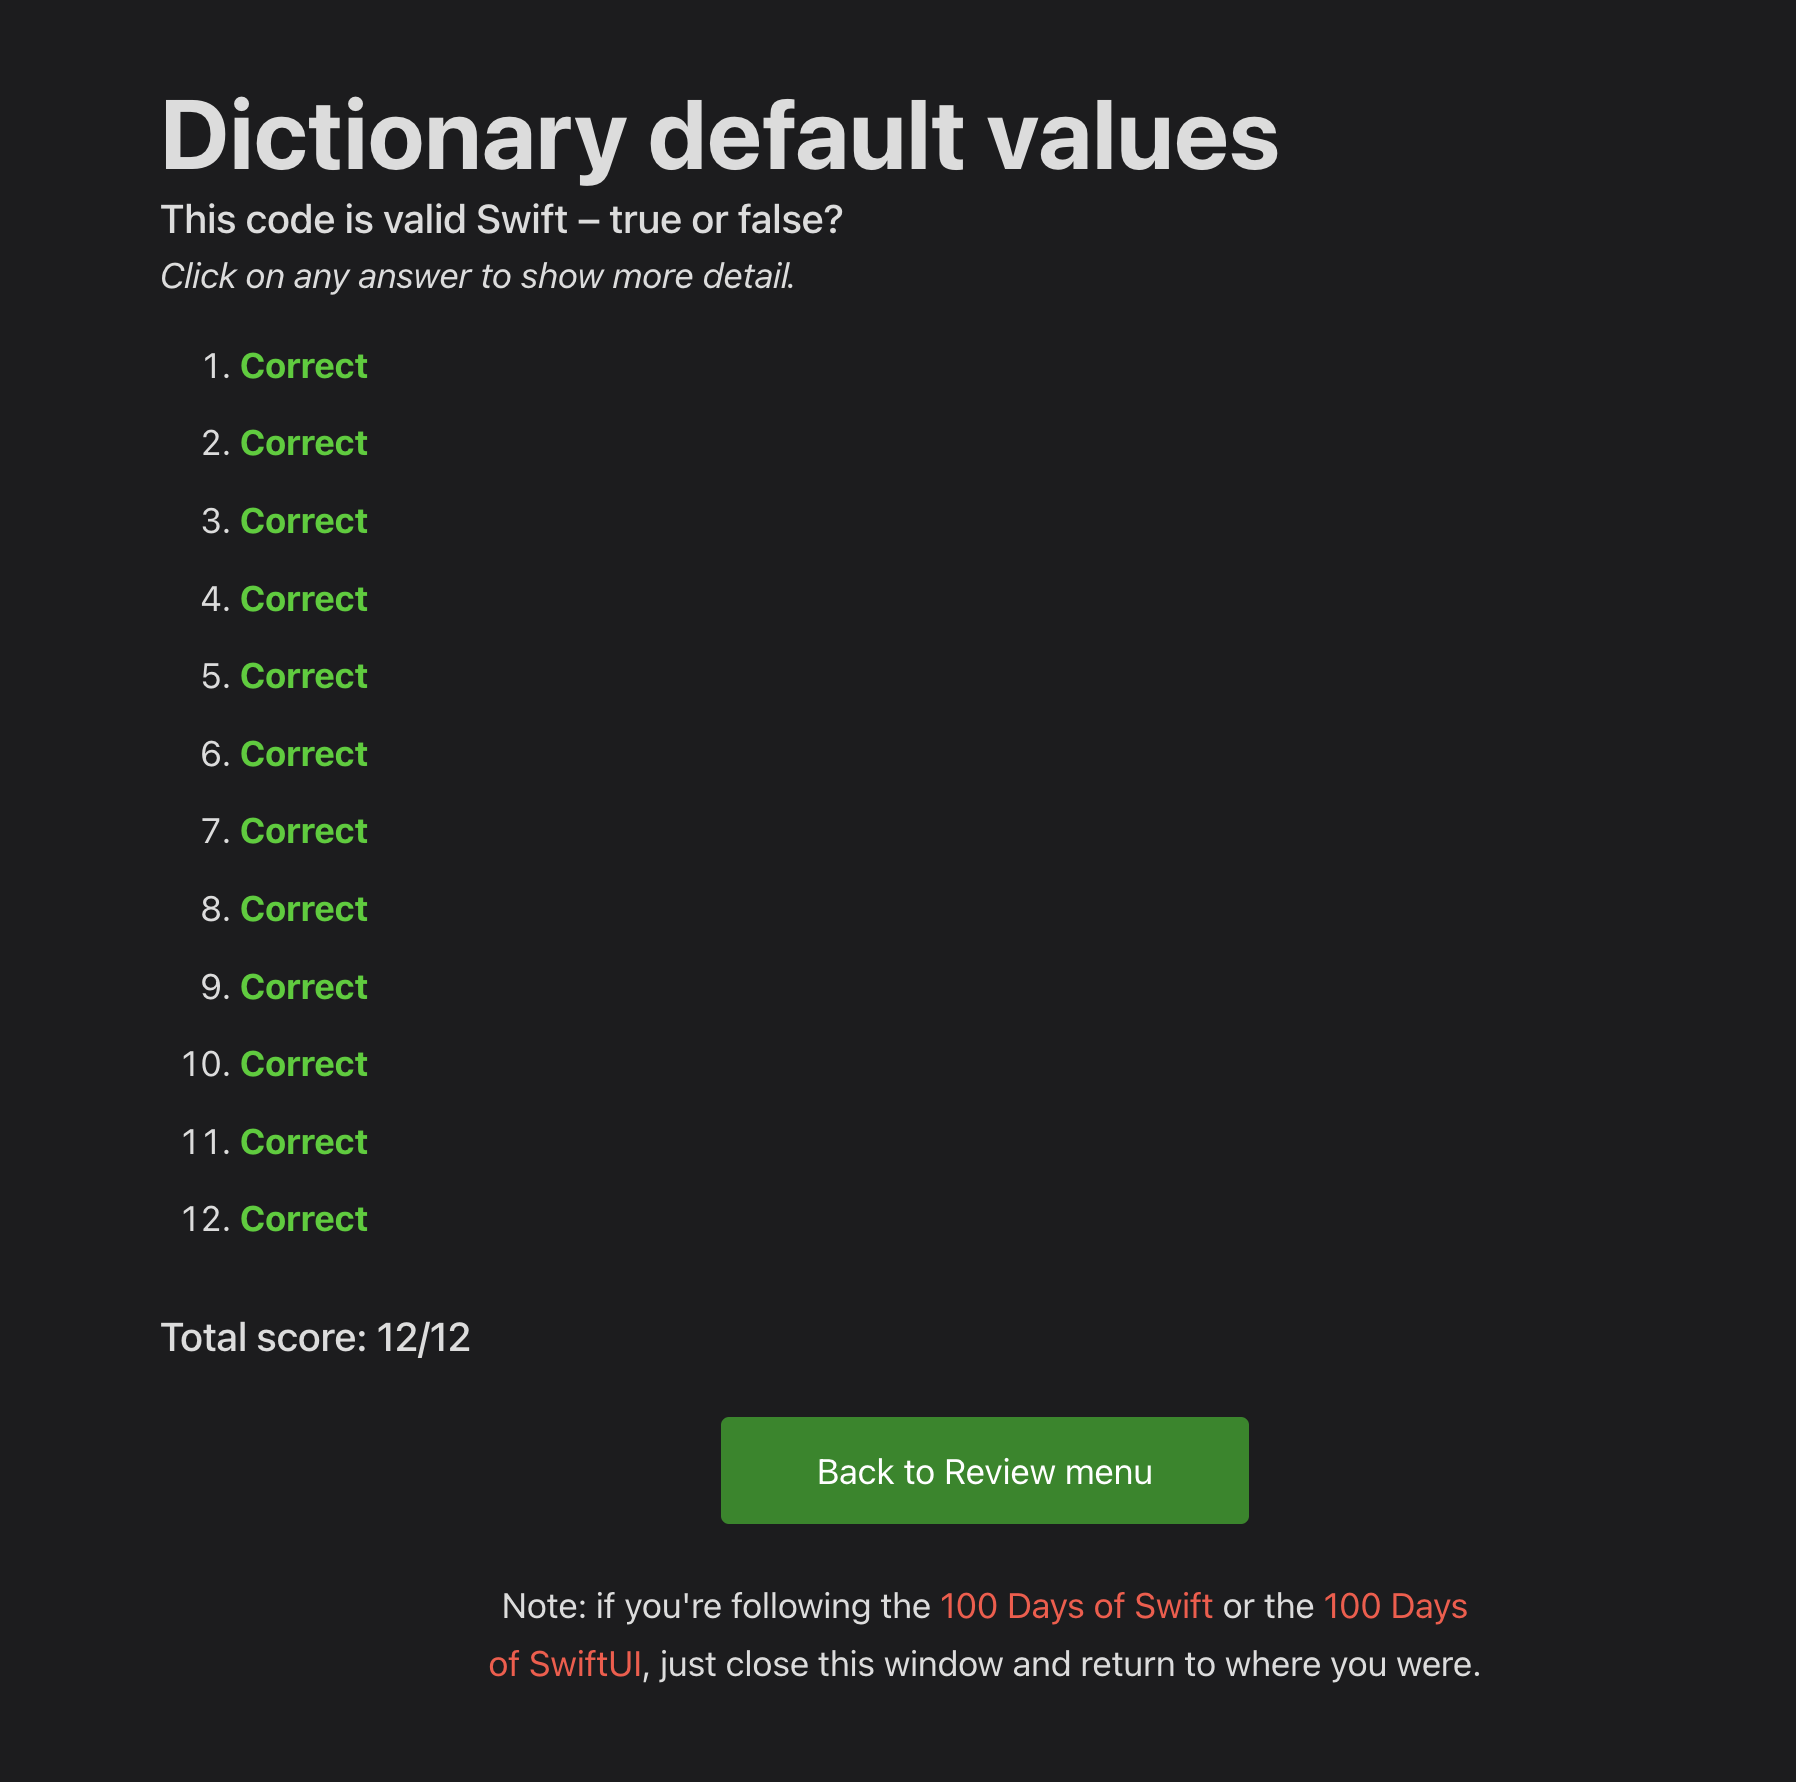 Dictionary default values
This code is valid Swift – true or false?
Click on any answer to show more detail.
1. Correct
2. Correct
3. Correct
4. Correct
5. Correct
6. Correct
7. Correct
8. Correct
9. Correct
10. Correct
11. Correct
12. Correct
Total score: 12/12
Back to Review menu
Note: if you're following the 100 Days of Swift or the 100 Days
of SwiftUI, just close this window and return to where you were.